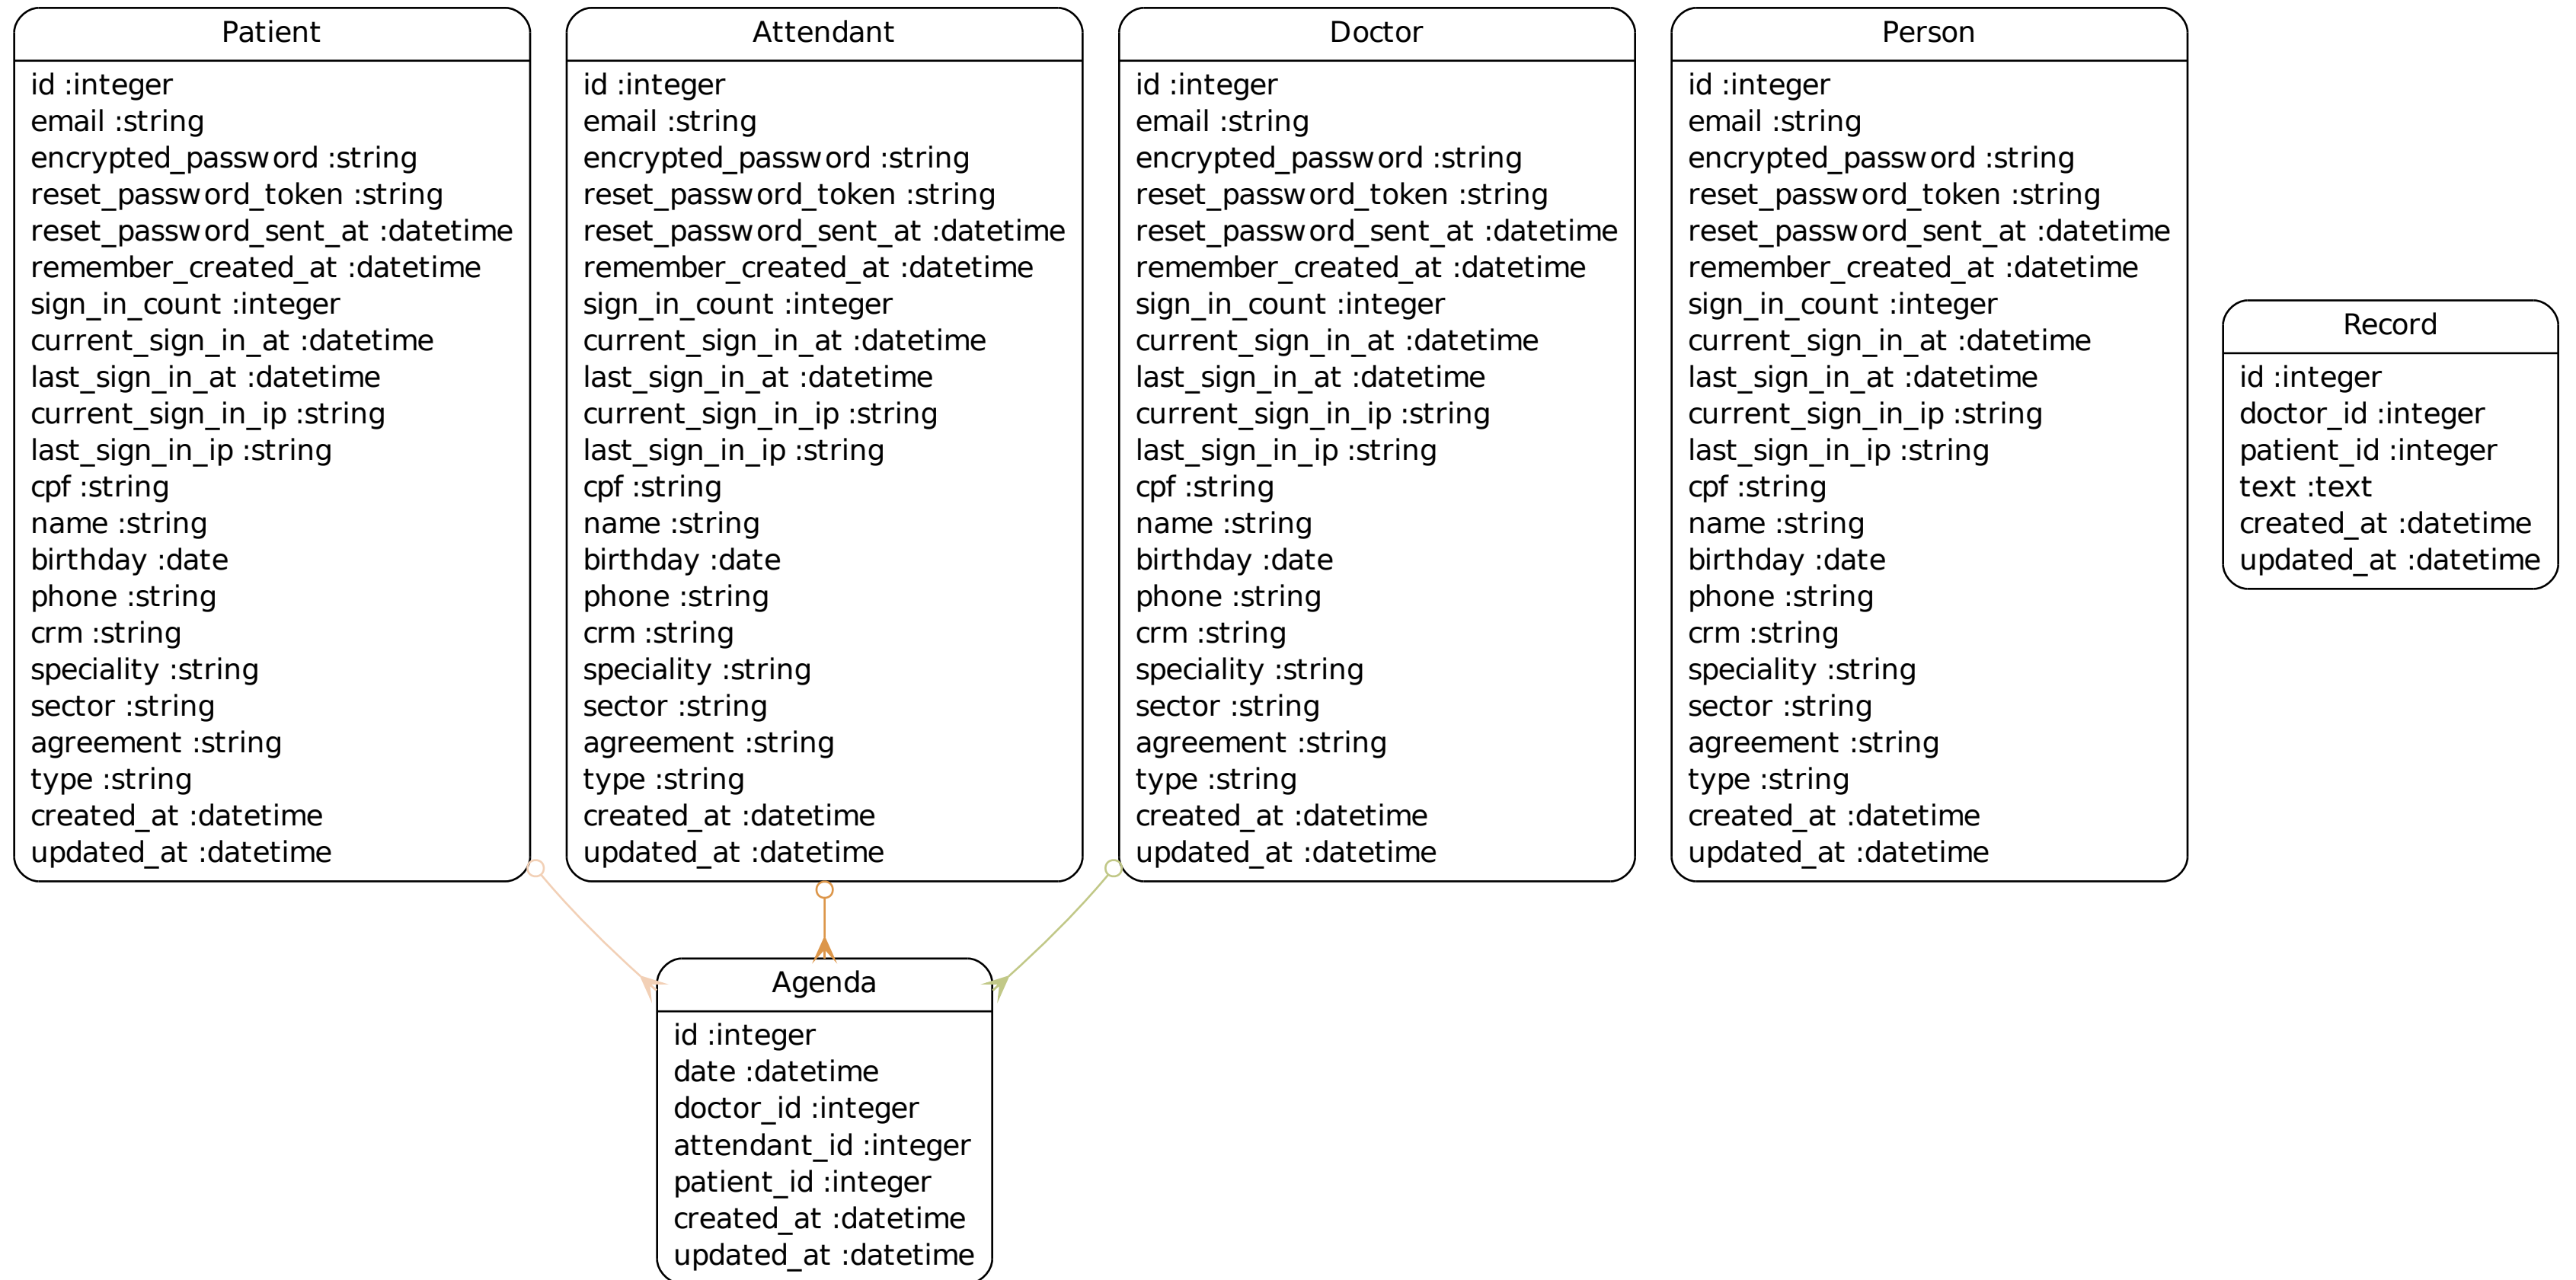 Patient
id :integer
email :string
encrypted_password :string
reset_password_token :string
reset_password_sent_at :datetime
remember_created_at :datetime
sign_in_count :integer
current_sign_in_at :datetime
last_sign_in_at :datetime
current_sign_in_ip :string
last_sign_in_ip :string
cpf :string
name :string
birthday :date
phone :string
crm :string
speciality :string
sector :string
agreement :string
type :string
created_at :datetime
updated_at :datetime
Attendant
id :integer
email :string
encrypted_password :string
reset_password_token :string
reset_password_sent_at :datetime
remember_created_at :datetime
sign_in_count :integer
current_sign_in_at :datetime
last_sign_in_at :datetime
current_sign_in_ip :string
last_sign_in_ip :string
cpf :string
name :string
birthday :date
phone :string
crm :string
speciality :string
sector :string
agreement :string
type :string
created_at :datetime
updated_at :datetime
Doctor
id :integer
email :string
encrypted_password :string
reset_password_token :string
reset_password_sent_at :datetime
remember_created_at :datetime
sign_in_count :integer
current_sign_in_at :datetime
last_sign_in_at :datetime
current_sign_in_ip :string
last_sign_in_ip :string
cpf :string
name :string
birthday :date
phone :string
crm :string
speciality :string
sector :string
agreement :string
type :string
created_at :datetime
updated_at :datetime
Person
id :integer
email :string
encrypted_password :string
reset_password_token :string
reset_password_sent_at :datetime
remember_created_at :datetime
sign_in_count :integer
current_sign_in_at :datetime
last_sign_in_at :datetime
current_sign_in_ip :string
last_sign_in_ip :string
cpf :string
name :string
birthday :date
phone :string
crm :string
speciality :string
sector :string
agreement :string
type :string
created_at :datetime
updated_at :datetime
Record
id :integer
doctor_id :integer
patient_id :integer
text :text
created_at :datetime
updated_at :datetime
Agenda
id :integer
date :datetime
doctor_id :integer
attendant_id :integer
patient_id :integer
created_at :datetime
updated_at :datetime